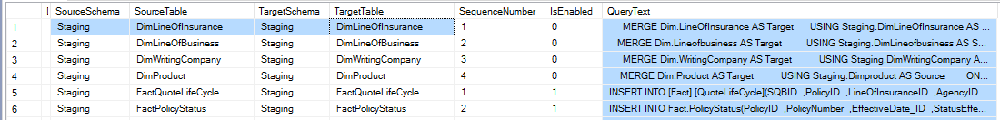 SourceSchema SourceTable TargetSchema TargetTable SequenceNumber IsEnabled QueryText
1 Staging DimLineOfInsurance Staging DimLineOfInsurance 1 0 MERGE Dim.LineOfInsurance AS Target USING Staging.DimLineOfInsurance AS ...
2 Staging DimLineOfBusiness Staging DimLineOfBusiness 2 0 MERGE Dim.Lineofbusiness AS Target USING Staging.DimLineofbusiness AS S...
3 Staging DimWritingCompany Staging DimWritingCompany 3 0 MERGE Dim.WritingCompany AS Target USING Staging.DimWritingCompany A...
4 Staging DimProduct Staging DimProduct 4 0 MERGE Dim.Product AS Target USING Staging.Dimproduct AS Source ON...
5 Staging FactQuoteLifeCycle Staging FactQuoteLifeCycle 1 1 INSERT INTO [Fact].[QuoteLifeCycle](SQBID ,PolicyID ,LineOfInsuranceID ,AgencyID ...
6 Staging FactPolicyStatus Staging FactPolicyStatus 2 1 INSERT INTO Fact.PolicyStatus(PolicyID ,PolicyNumber ,EffectiveDate_ID ,StatusEffe...